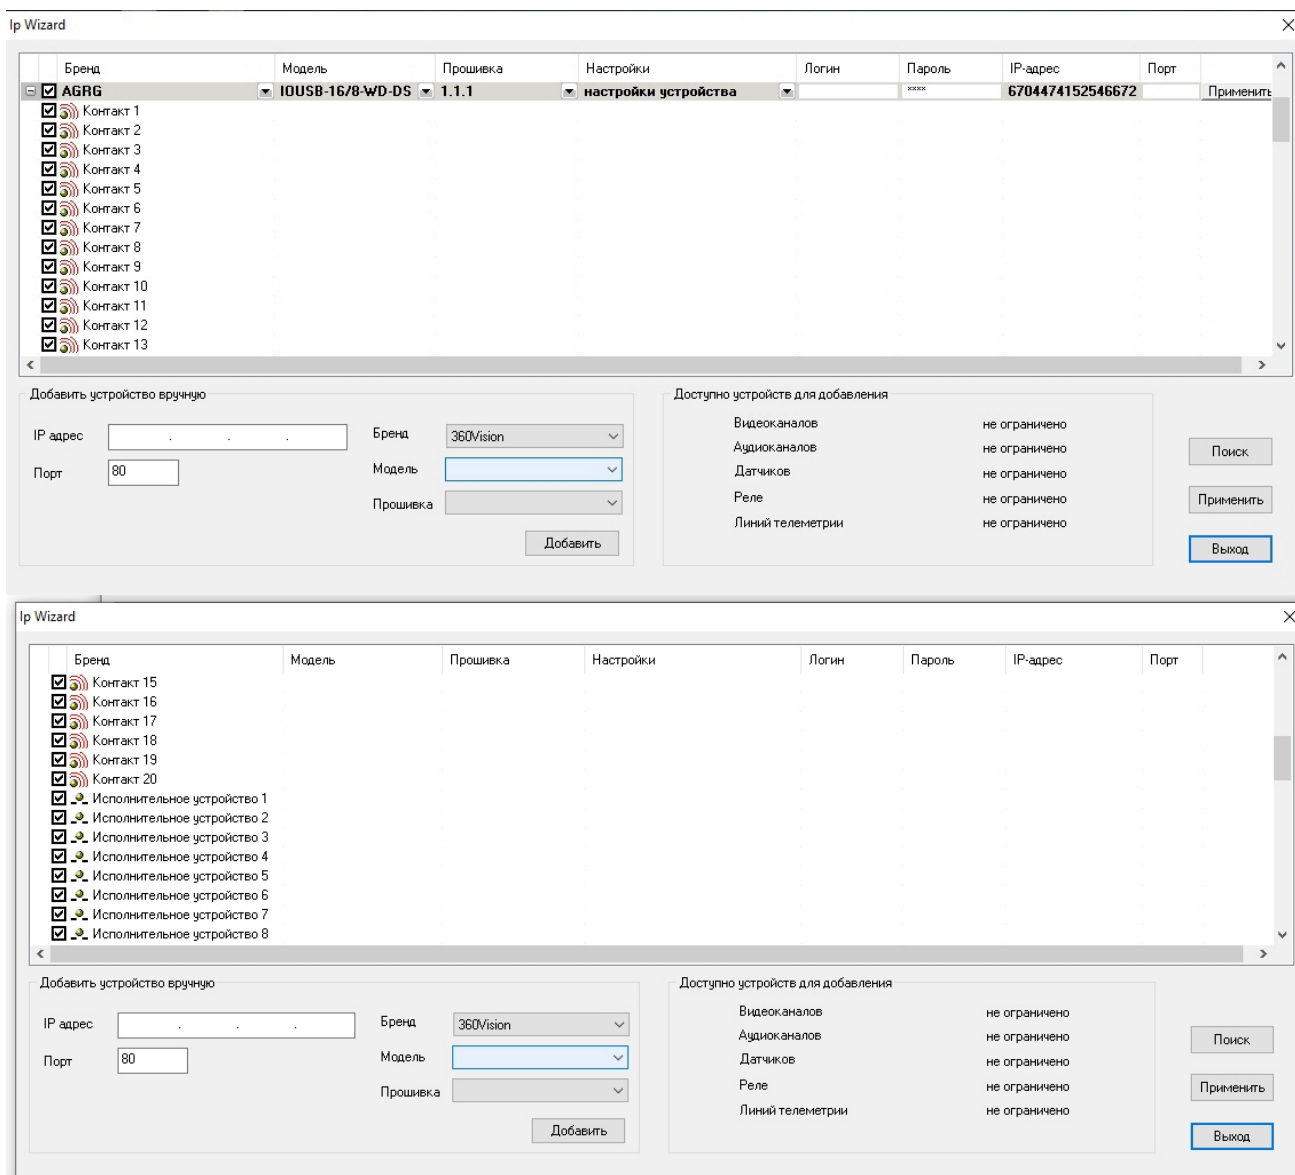 Ip Wizard
Бренд Модель Прошивка Настройки Логин Пароль IP-адрес Порт
AGRG IOUSB-16/8-WD-DS 1.1.1 настройки устройства **** 6704474152546672 Применить
Контакт 1
Контакт 2
Контакт 3
Контакт 4
Контакт 5
Контакт 6
Контакт 7
Контакт 8
Контакт 9
Контакт 10
Контакт 11
Контакт 12
Контакт 13
Добавить устройство вручную
IP адрес . . . Бренд 360Vision
Порт 80 Модель
Прошивка
Добавить
Доступно устройств для добавления
Видеоканалов не ограничено
Аудиоканалов не ограничено
Датчиков не ограничено
Реле не ограничено
Линий телеметрии не ограничено
Поиск
Применить
Выход
Ip Wizard
Бренд Модель Прошивка Настройки Логин Пароль IP-адрес Порт
Контакт 15
Контакт 16
Контакт 17
Контакт 18
Контакт 19
Контакт 20
Исполнительное устройство 1
Исполнительное устройство 2
Исполнительное устройство 3
Исполнительное устройство 4
Исполнительное устройство 5
Исполнительное устройство 6
Исполнительное устройство 7
Исполнительное устройство 8
Добавить устройство вручную
IP адрес . . . Бренд 360Vision
Порт 80 Модель
Прошивка
Добавить
Доступно устройств для добавления
Видеоканалов не ограничено
Аудиоканалов не ограничено
Датчиков не ограничено
Реле не ограничено
Линий телеметрии не ограничено
Поиск
Применить
Выход